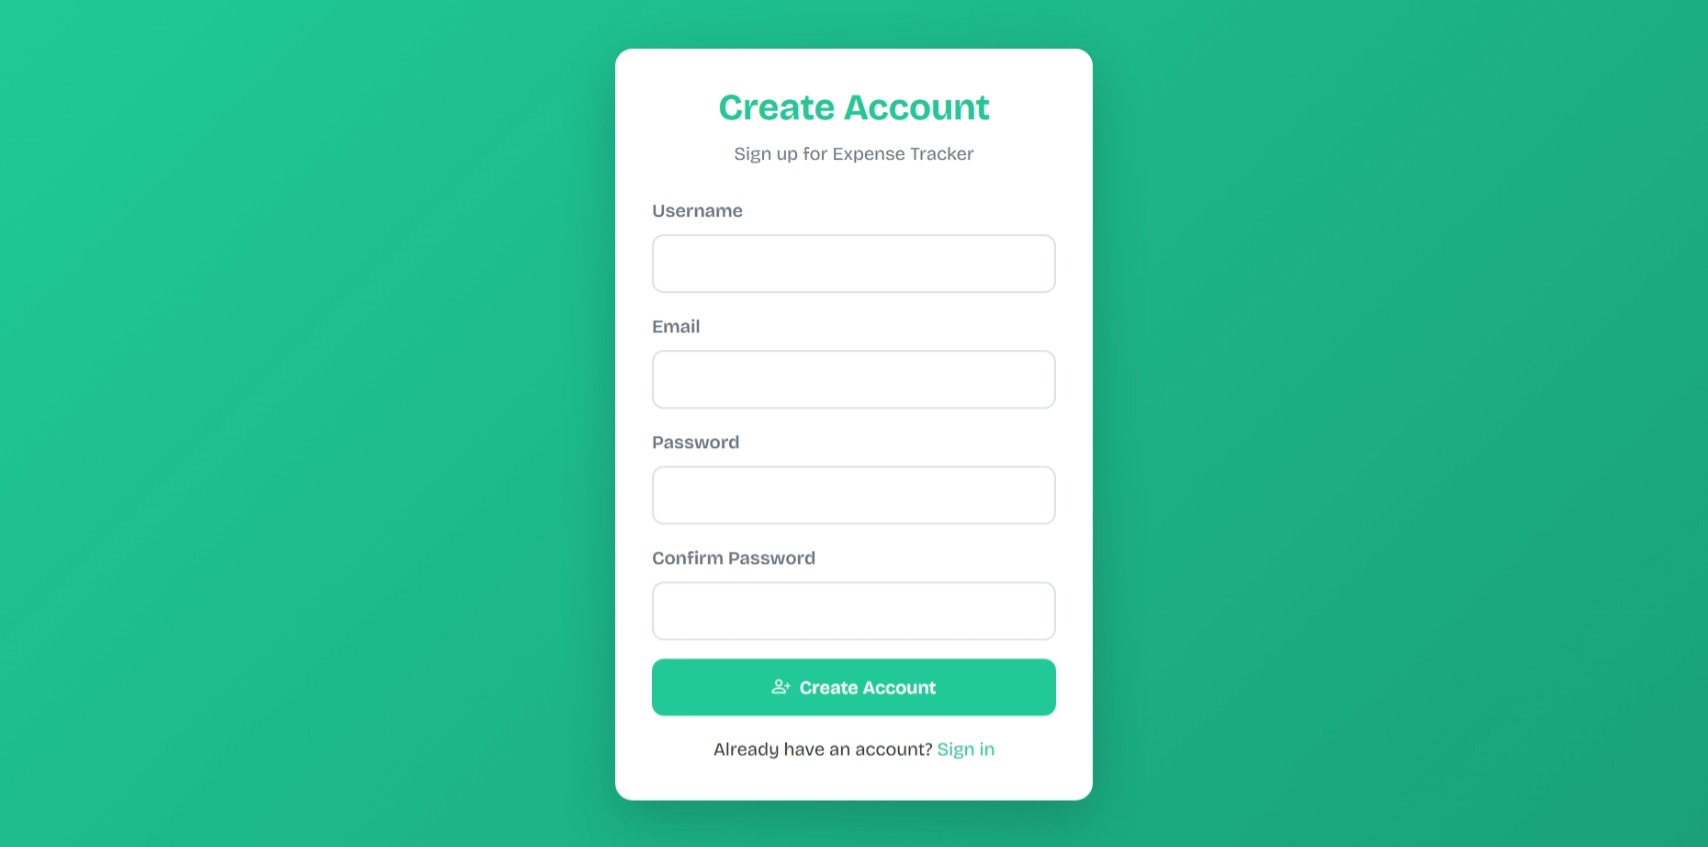 Create Account
Sign up for Expense Tracker
Username
Email
Password
Confirm Password
Create Account
Already have an account? Sign in